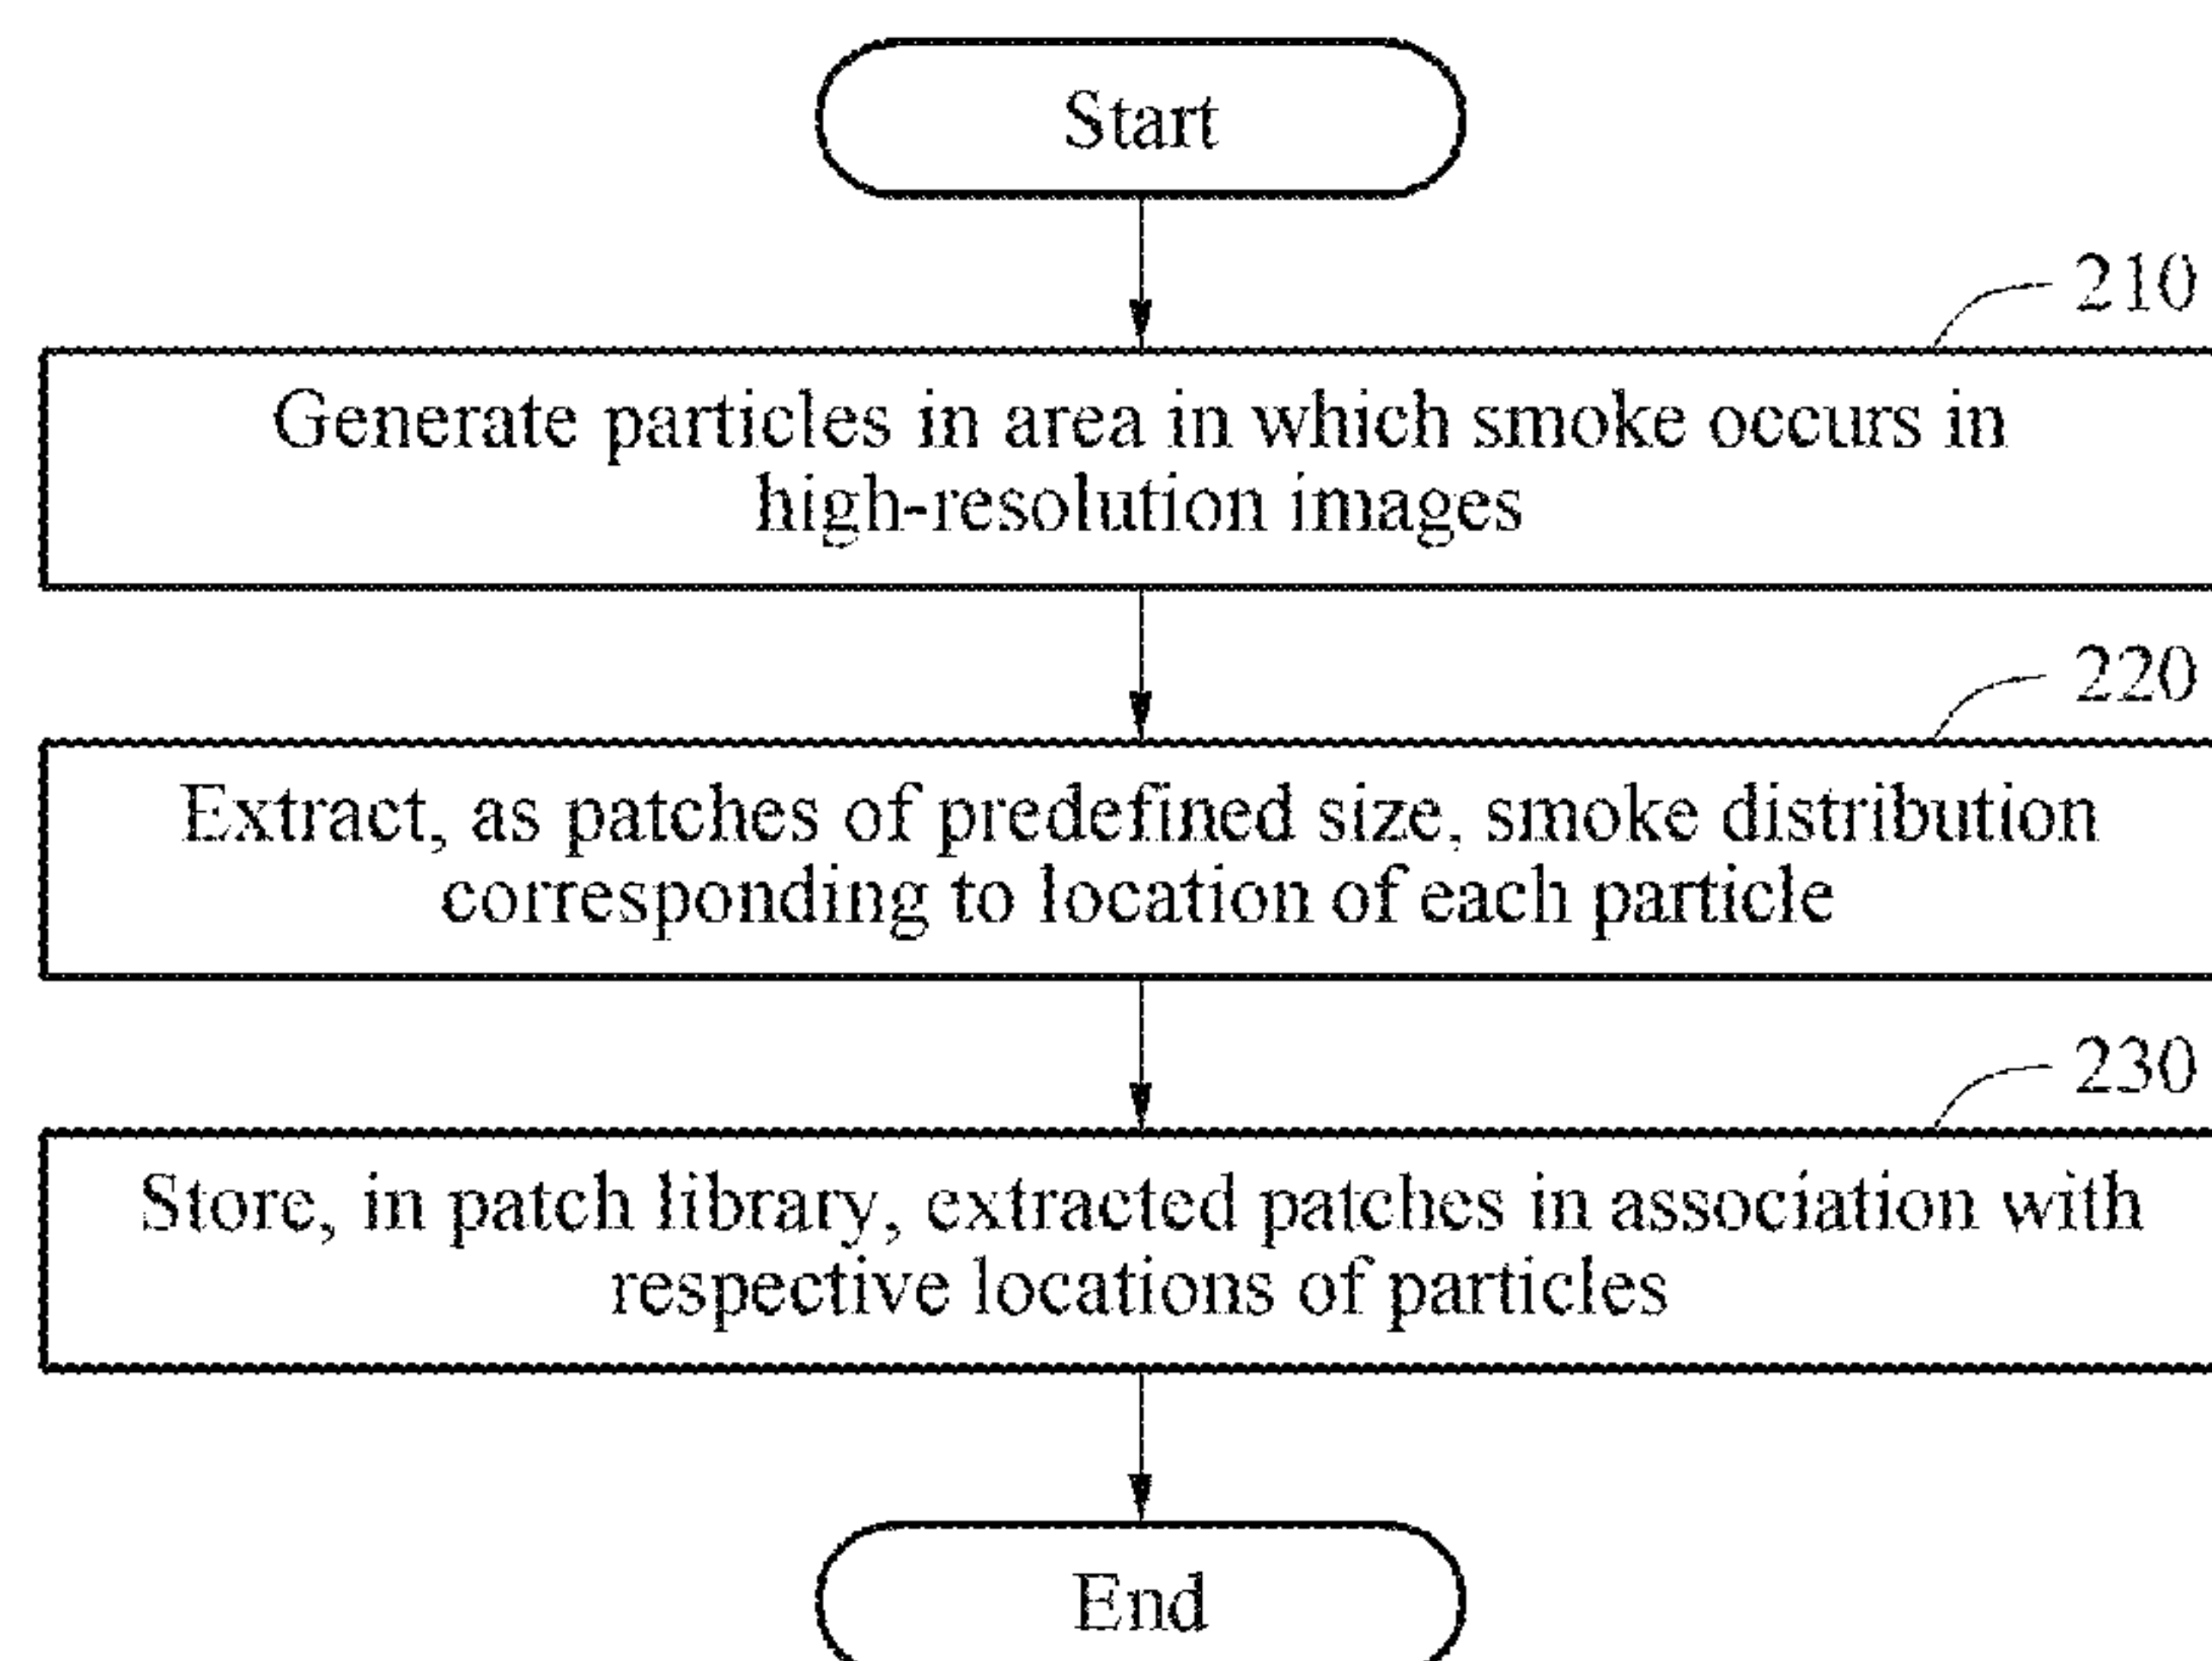 Start
210
Generate particles in area in which smoke occurs in
high-resolution images
220
Extract, as patches of predefined size, smoke distribution
corresponding to location of each particle
230
Store, in patch library, extracted patches in association with
respective locations of particles
End